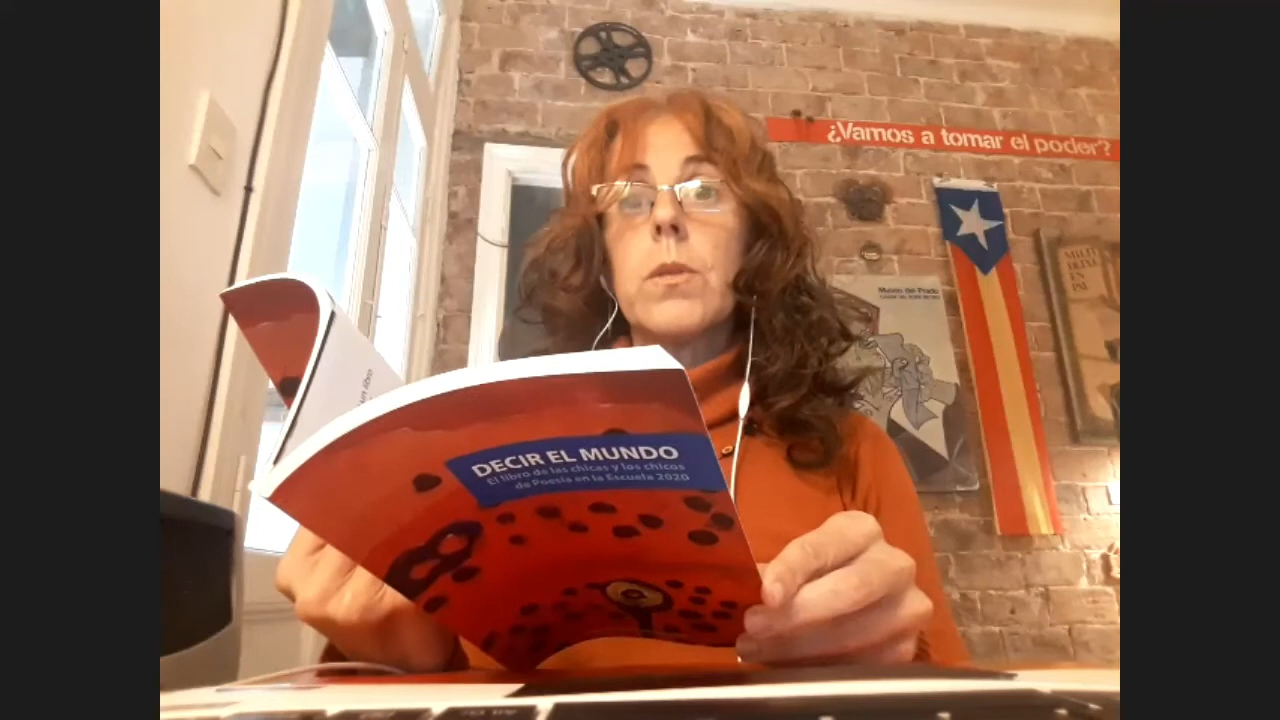 ¿Vamos a tomar el poder?
Museo del Prado
DECIR EL MUNDO
El libro de las chicas y los chicos
de Poesía en la Escuela 2020
libro